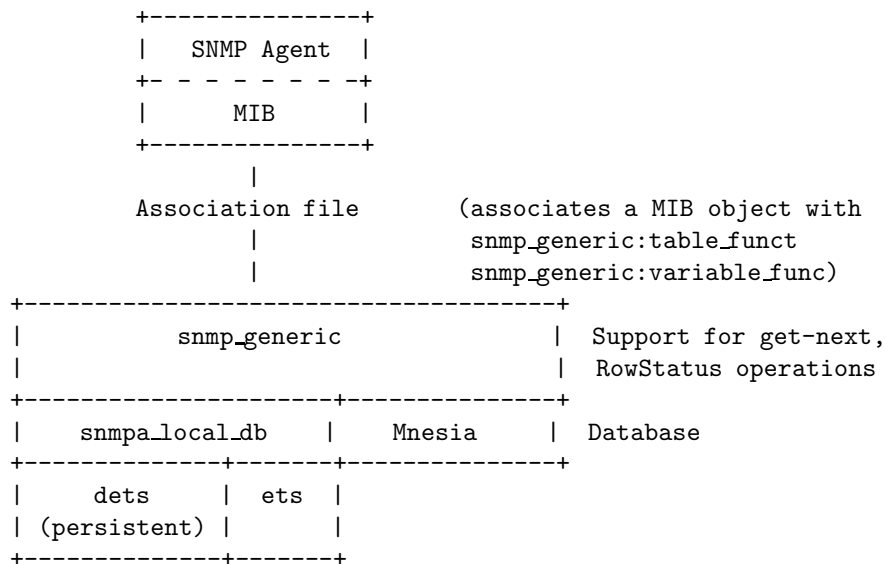 +---------------+
| SNMP Agent |
+- - - - - - - -+
| MIB |
+---------------+
|
Association file (associates a MIB object with
| snmp_generic:table_funct
| snmp_generic:variable_func)
+--------------------------------------+
| snmp_generic | Support for get-next,
| | RowStatus operations
+----------------------+---------------+
| snmpa_local_db | Mnesia | Database
+--------------+-------+---------------+
| dets | ets |
| (persistent) | |
+--------------+-------+